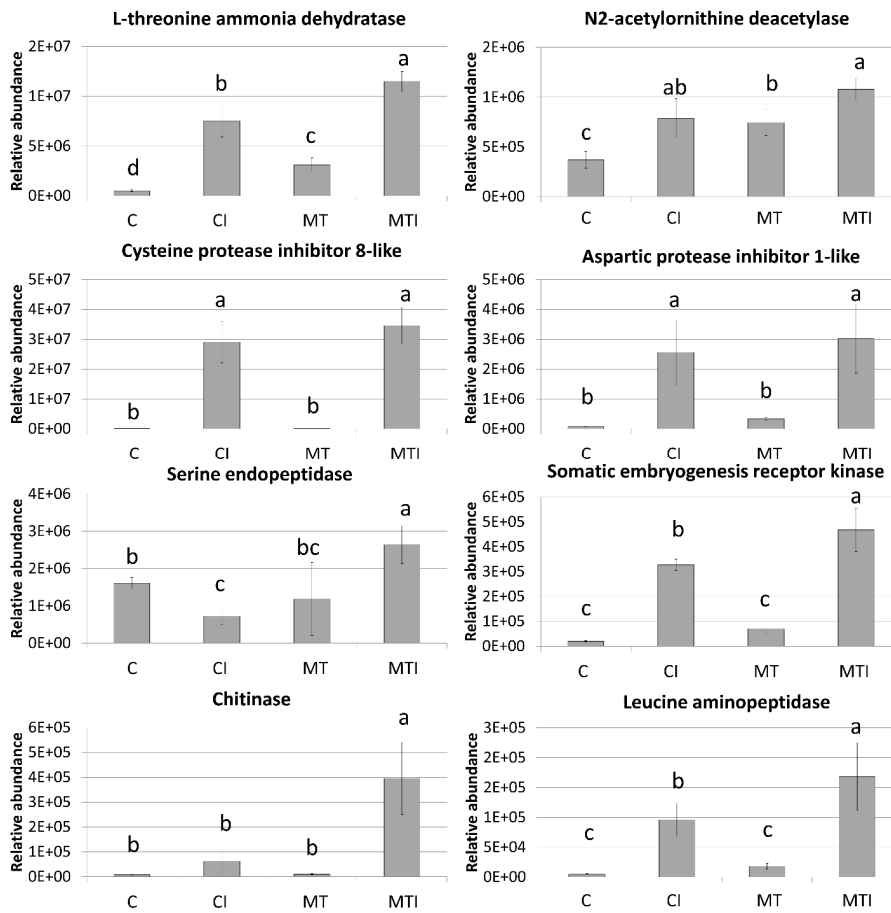 L-threonine ammonia dehydratase
Relative abundance
2E+07
1E+07
5E+06
0E+00
d
b
c
a
C CI MT MTI
N2-acetylornithine deacetylase
Relative abundance
2E+06
1E+06
5E+05
0E+00
c
ab
b
a
C CI MT MTI
Cysteine protease inhibitor 8-like
Relative abundance
5E+07
4E+07
3E+07
2E+07
1E+07
0E+00
b
a
b
a
C CI MT MTI
Aspartic protease inhibitor 1-like
Relative abundance
5E+06
4E+06
3E+06
2E+06
1E+06
0E+00
b
a
b
a
C CI MT MTI
Serine endopeptidase
Relative abundance
4E+06
3E+06
2E+06
1E+06
0E+00
b
c
bc
a
C CI MT MTI
Somatic embryogenesis receptor kinase
Relative abundance
6E+05
5E+05
4E+05
3E+05
2E+05
1E+05
0E+00
c
b
c
a
C CI MT MTI
Chitinase
Relative abundance
6E+05
5E+05
4E+05
3E+05
2E+05
1E+05
0E+00
b
b
b
a
C CI MT MTI
Leucine aminopeptidase
Relative abundance
3E+05
2E+05
2E+05
1E+05
5E+04
0E+00
c
b
c
a
C CI MT MTI